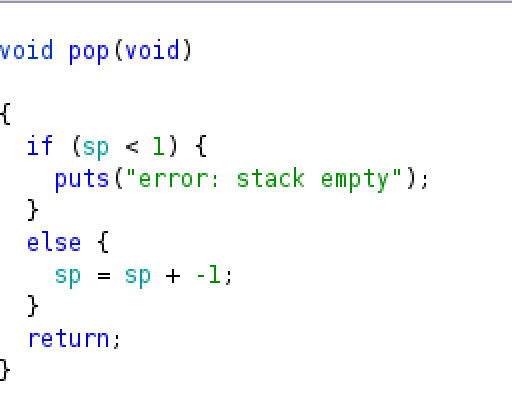 void pop(void)
{
if (sp < 1) {
puts("error: stack empty");
}
else {
sp = sp + -1;
}
return;
}